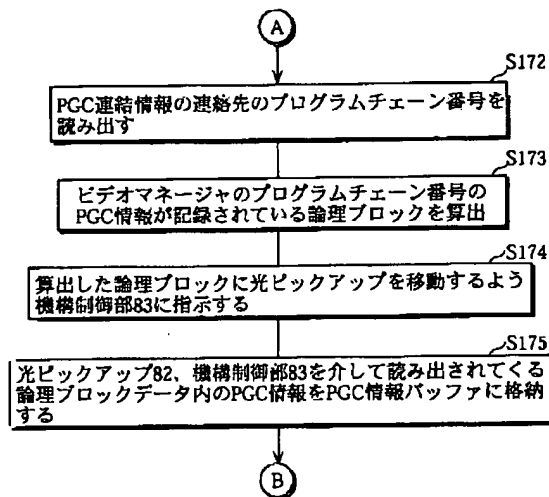 A
S172
PGC連結情報の連絡先のプログラムチェーン番号を
読み出す
S173
ビデオマネージャのプログラムチェーン番号の
PGC情報が記録されている論理ブロックを算出
S174
算出した論理ブロックに光ピックアップを移動するよう
機構制御部83に指示する
S175
光ピックアップ82、機構制御部83を介して読み出されてくる
論理ブロックデータ内のPGC情報をPGC情報バッファに格納
する
B